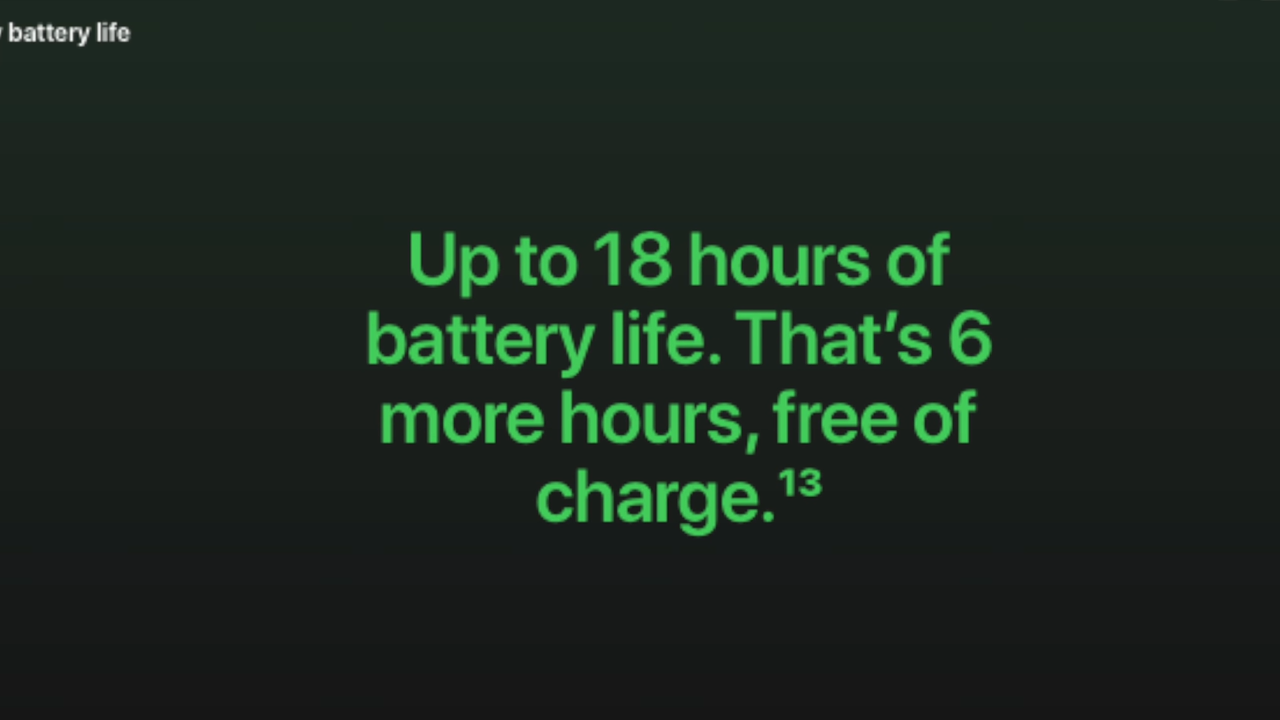 battery life
Up to 18 hours of
battery life. That’s 6
more hours, free of
charge.¹³